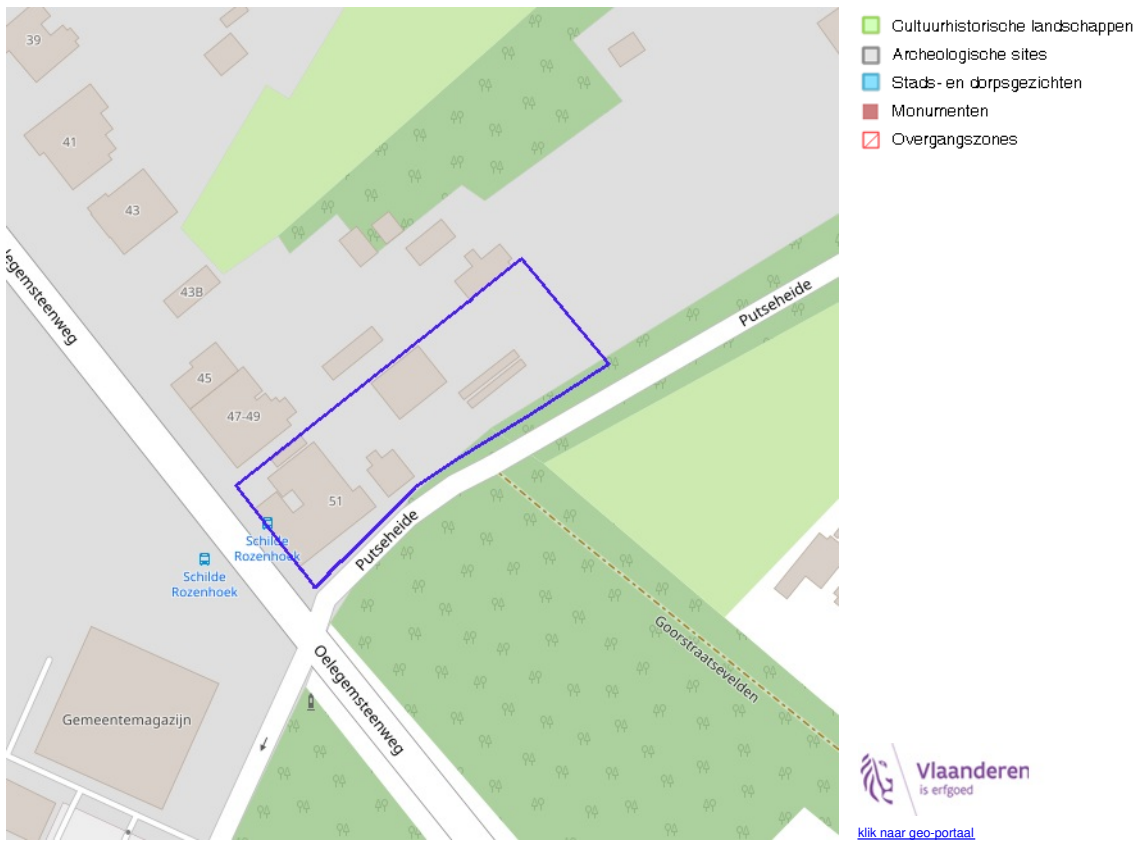 39
41
43
43B
45
47-49
51
legemsteenweg
Putseheide
Schilde
Rozenhoek
Schilde
Rozenhoek
Putseheide
Goorstraatsevelden
Oelegemsteenweg
Gemeentemagazijn
Cultuurhistorische landschappen
Archeologische sites
Stads- en dorpsgezichten
Monumenten
Overgangszones
Vlaanderen
is erfgoed
klik naar geo-portaal